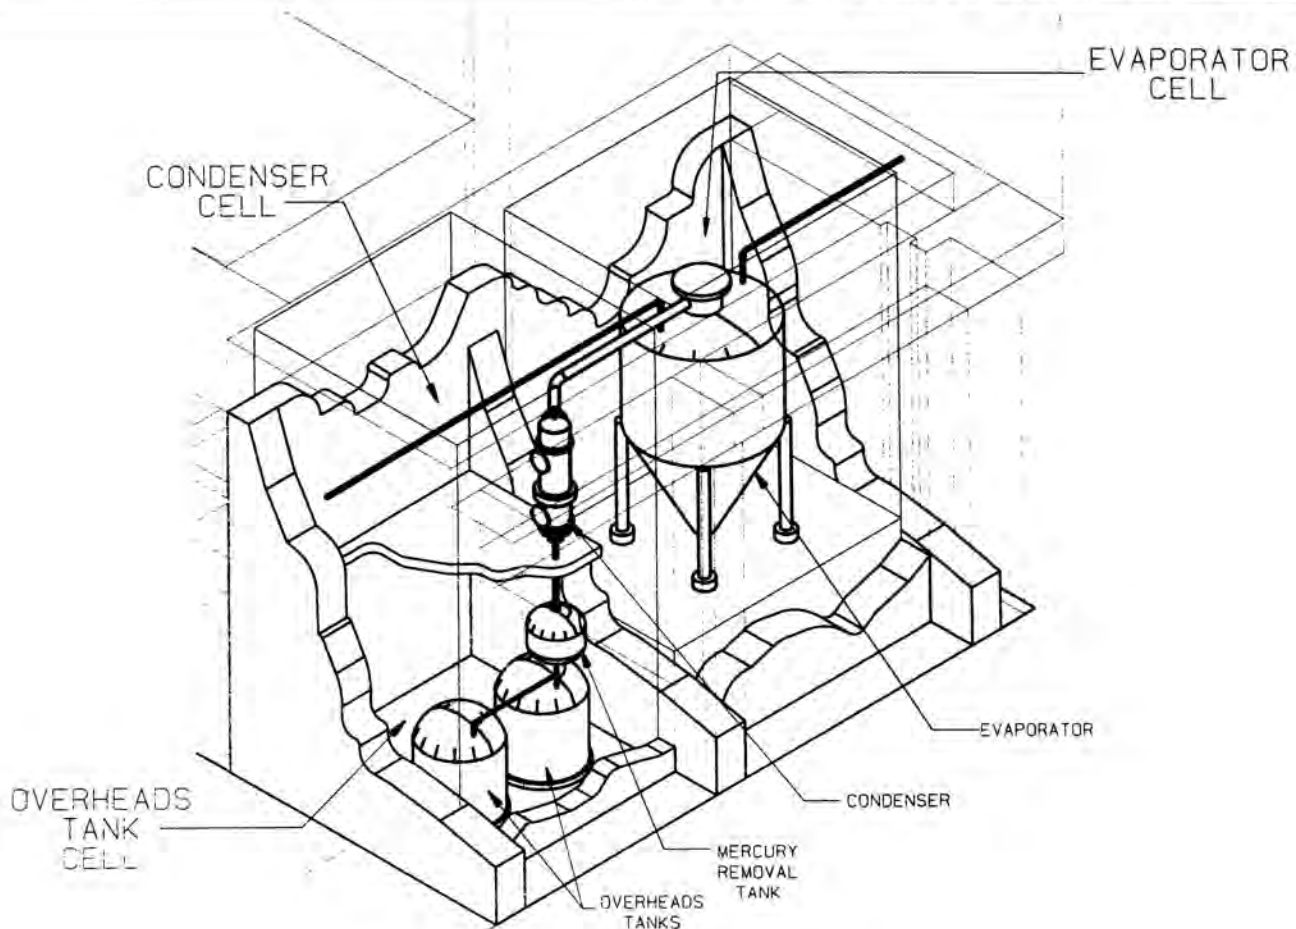 EVAPORATOR
CELL
CONDENSER
CELL
EVAPORATOR
CONDENSER
OVERHEADS
TANK
CELL
MERCURY
REMOVAL
TANK
OVERHEADS
TANKS